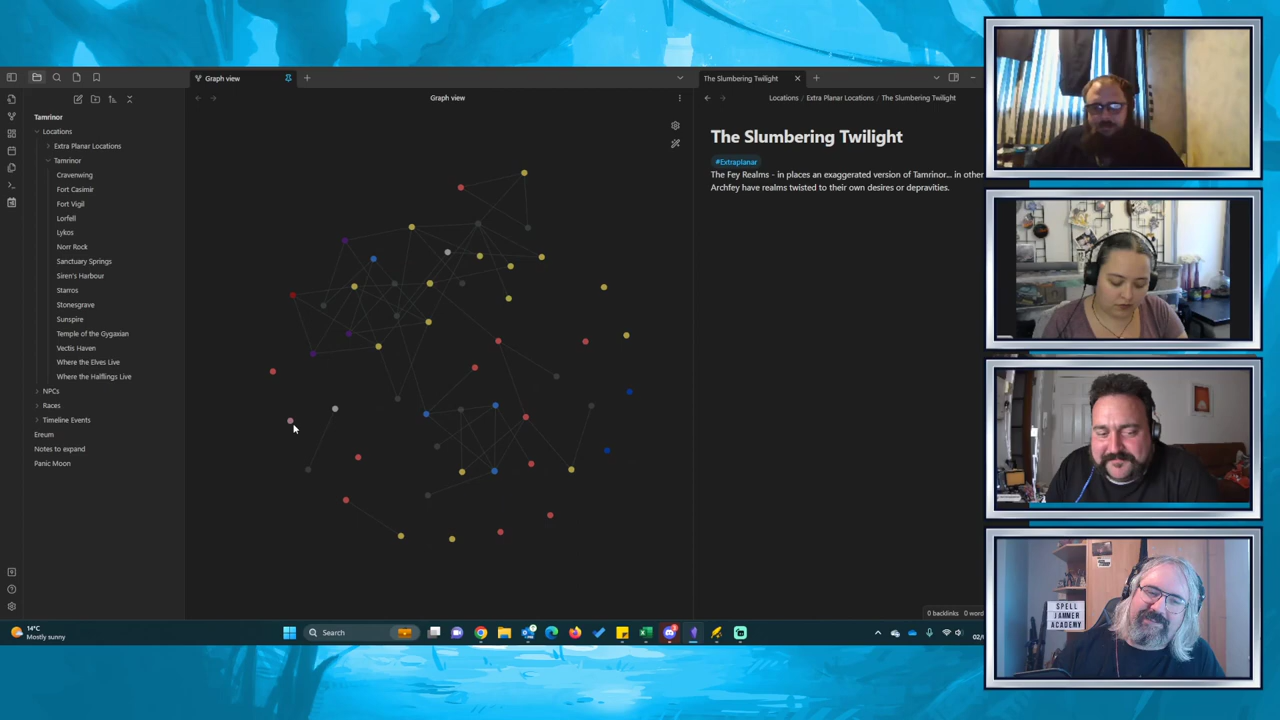 Graph view
The Slumbering Twilight
Graph view
Locations / Extra Planar Locations / The Slumbering Twilight
Tamrinor
Locations
Extra Planar Locations
Tamrinor
Cravenwing
Fort Casimir
Fort Vigil
Lorfell
Lykos
Norr Rock
Sanctuary Springs
Siren's Harbour
Starros
Stonesgrave
Sunspire
Temple of the Gygaxian
Vectis Haven
Where the Elves Live
Where the Halflings Live
NPCs
Races
Timeline Events
Ereum
Notes to expand
Panic Moon
The Slumbering Twilight
#Extraplanar
The Fey Realms - in places an exaggerated version of Tamrinor... in other
Archfey have realms twisted to their own desires or depravities.
0 backlinks 0 word
14°C
Mostly sunny
Search
02/
SPELL
JAMMER
ACADEMY